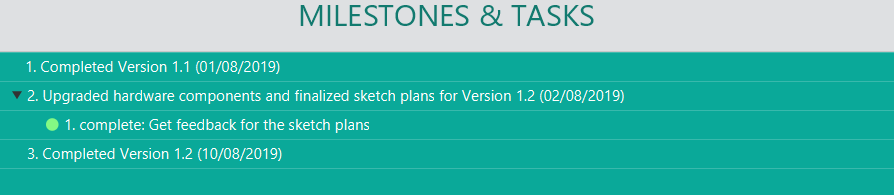 MILESTONES & TASKS
1. Completed Version 1.1 (01/08/2019)
2. Upgraded hardware components and finalized sketch plans for Version 1.2 (02/08/2019)
1. complete: Get feedback for the sketch plans
3. Completed Version 1.2 (10/08/2019)